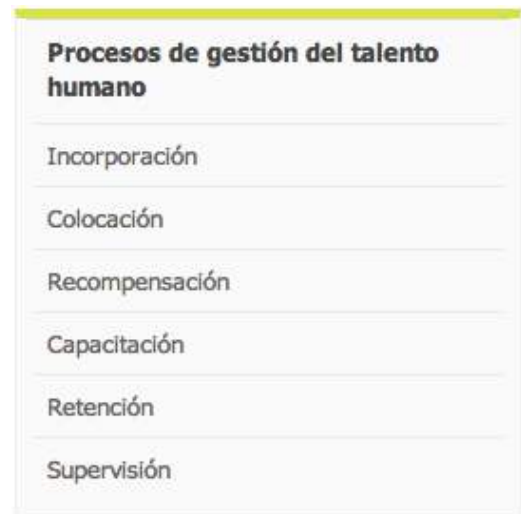 Procesos de gestión del talento
humano
Incorporación
Colocación
Recompensación
Capacitación
Retención
Supervisión